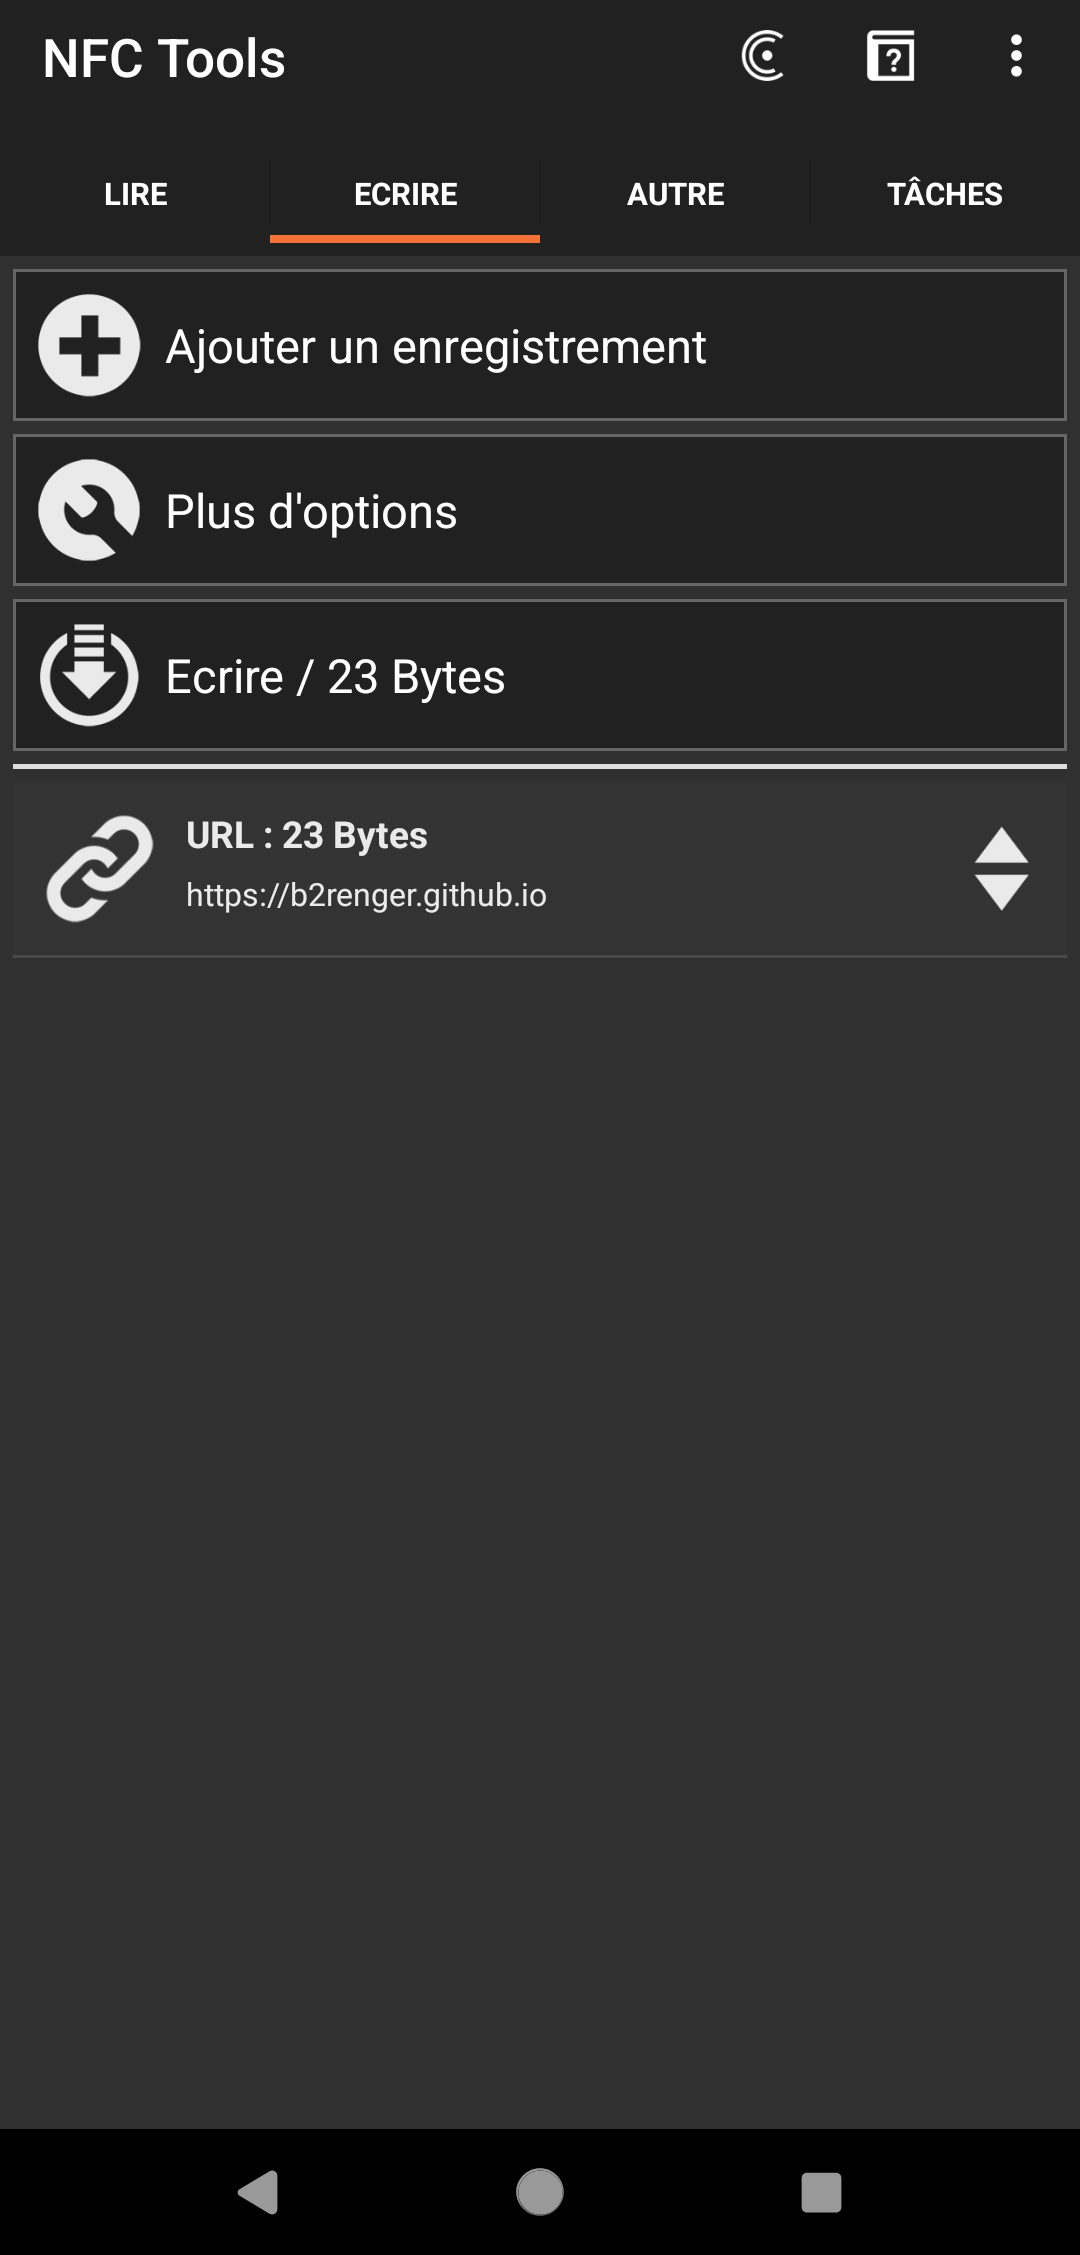 NFC Tools
LIRE
ECRIRE
AUTRE
TÂCHES
Ajouter un enregistrement
Plus d'options
Ecrire / 23 Bytes
URL : 23 Bytes
https://b2renger.github.io